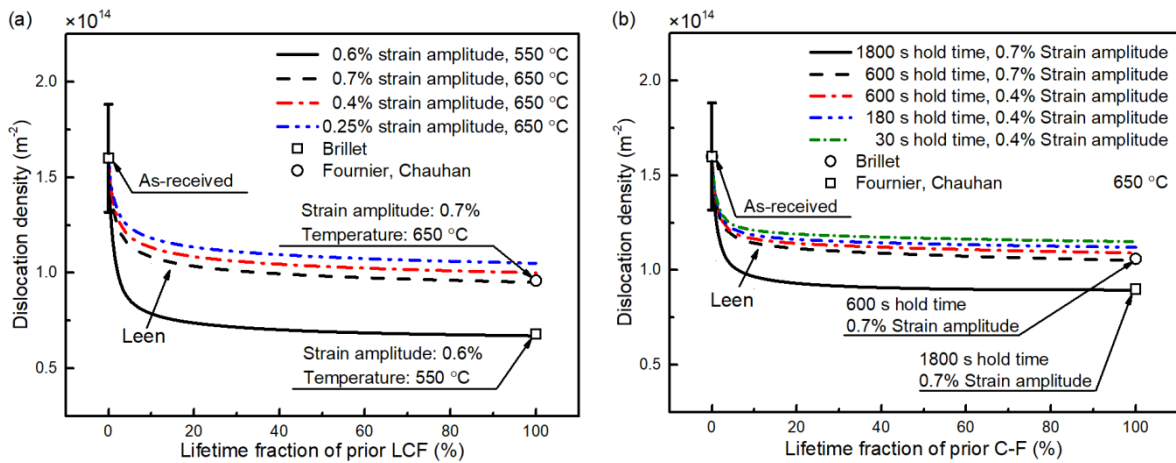 (a)
×10¹⁴
Dislocation density (m⁻²)
2.0
1.5
1.0
0.5
0.6% strain amplitude, 550 °C
0.7% strain amplitude, 650 °C
0.4% strain amplitude, 650 °C
0.25% strain amplitude, 650 °C
Brillet
Fournier, Chauhan
As-received
Strain amplitude: 0.7%
Temperature: 650 °C
Leen
Strain amplitude: 0.6%
Temperature: 550 °C
0 20 40 60 80 100
Lifetime fraction of prior LCF (%)
(b)
×10¹⁴
Dislocation density (m⁻²)
2.0
1.5
1.0
0.5
1800 s hold time, 0.7% Strain amplitude
600 s hold time, 0.7% Strain amplitude
600 s hold time, 0.4% Strain amplitude
180 s hold time, 0.4% Strain amplitude
30 s hold time, 0.4% Strain amplitude
Brillet
Fournier, Chauhan 650 °C
As-received
Leen
600 s hold time
0.7% Strain amplitude
1800 s hold time
0.7% Strain amplitude
0 20 40 60 80 100
Lifetime fraction of prior C-F (%)